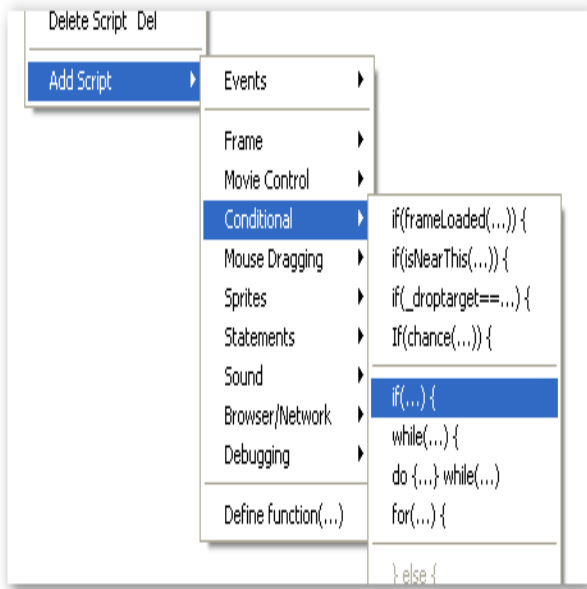 Delete Script Del
Add Script
Events
Frame
Movie Control
Conditional
Mouse Dragging
Sprites
Statements
Sound
Browser/Network
Debugging
Define function(...)
if(frameLoaded(...)) {
if(isNearThis(...)) {
if(_droptarget==...) {
If(chance(...)) {
if(...) {
while(...) {
do {...} while(...)
for(...) {
} else {